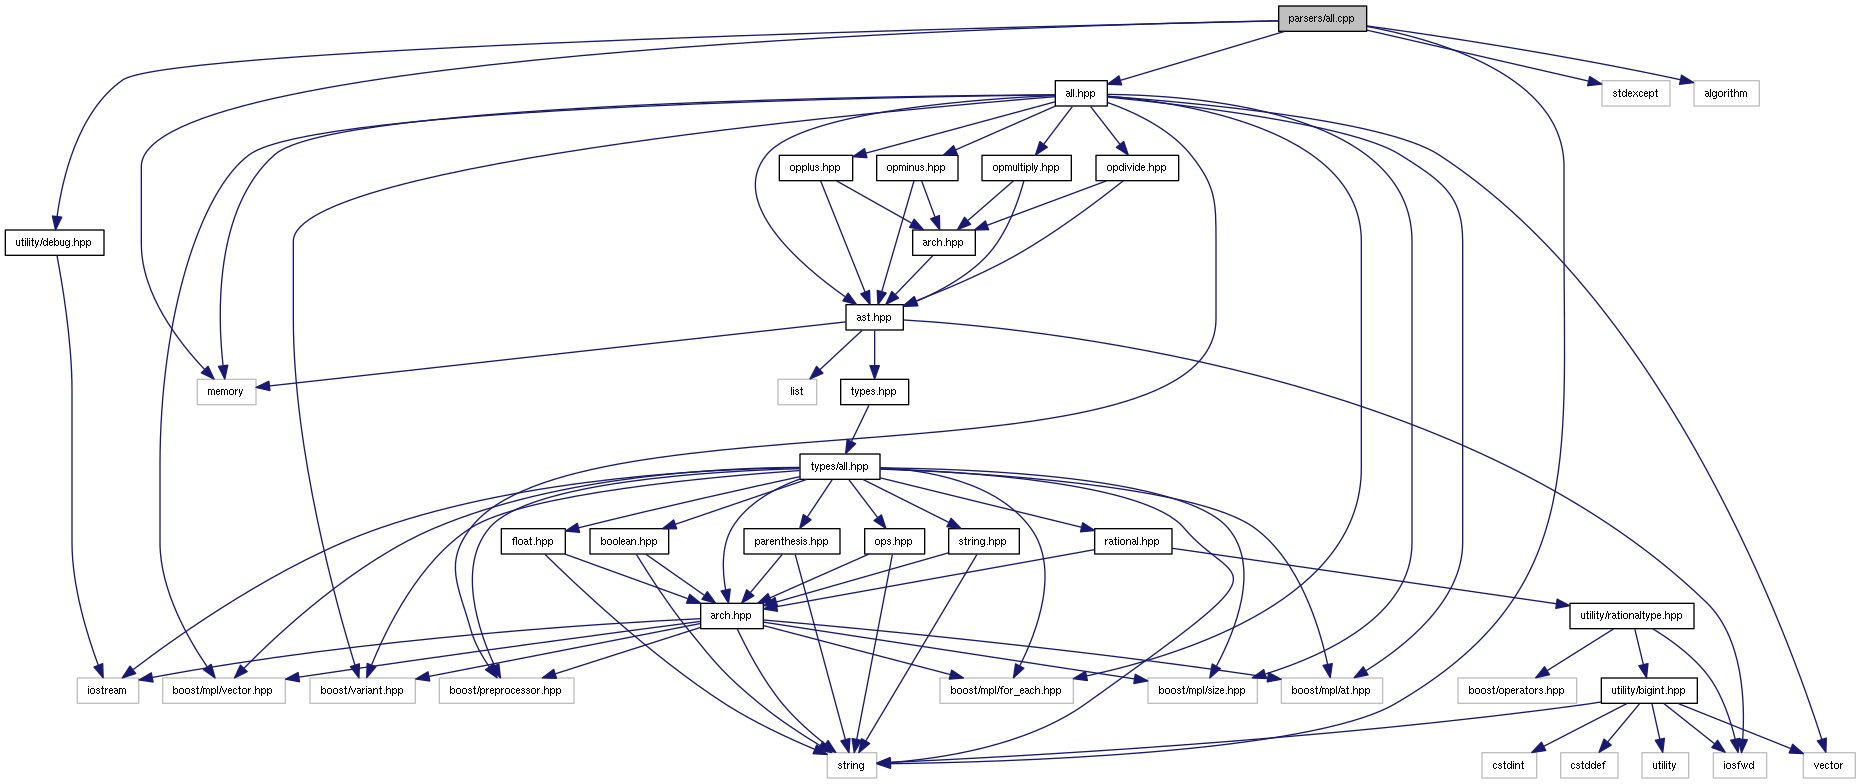 parsers/all.cpp
all.hpp
stdexcept
algorithm
opplus.hpp
opminus.hpp
opmultiply.hpp
opdivide.hpp
utility/debug.hpp
arch.hpp
ast.hpp
memory
list
types.hpp
types/all.hpp
float.hpp
boolean.hpp
parenthesis.hpp
ops.hpp
string.hpp
rational.hpp
arch.hpp
utility/rationaltype.hpp
iostream
boost/mpl/vector.hpp
boost/variant.hpp
boost/preprocessor.hpp
boost/mpl/for_each.hpp
boost/mpl/size.hpp
boost/mpl/at.hpp
boost/operators.hpp
utility/bigint.hpp
string
cstdint
cstddef
utility
iosfwd
vector